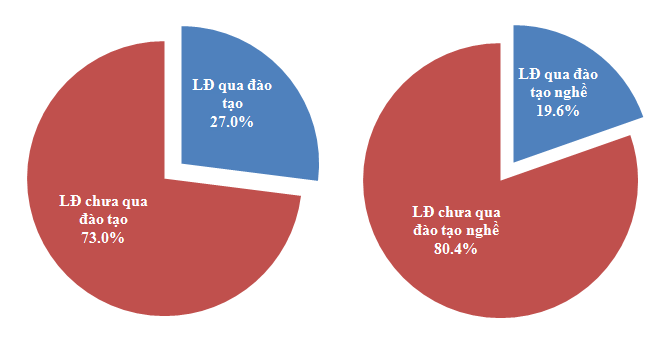 LĐ qua đào
tạo
27.0%
LĐ chưa qua
đào tạo
73.0%
LĐ qua đào
tạo nghề
19.6%
LĐ chưa qua
đào tạo nghề
80.4%